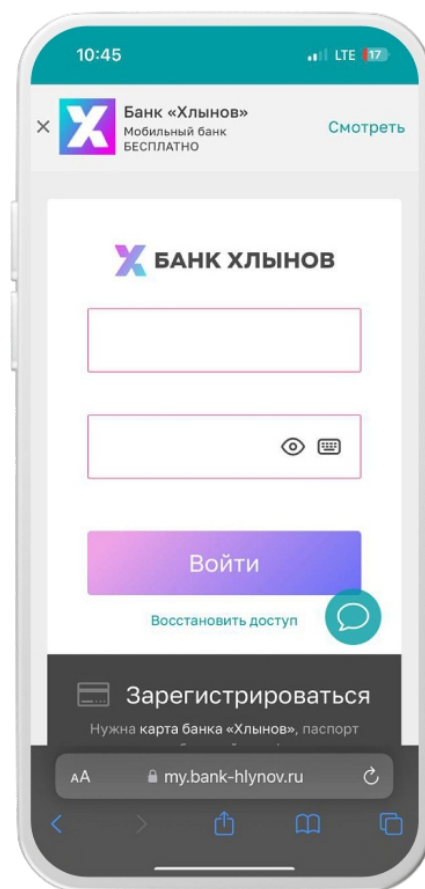 10:45
LTE 17
Банк «Хлынов»
Мобильный банк
БЕСПЛАТНО
Смотреть
БАНК ХЛЫНОВ
Войти
Восстановить доступ
Зарегистрироваться
Нужна карта банка «Хлынов», паспорт
AA my.bank-hlynov.ru